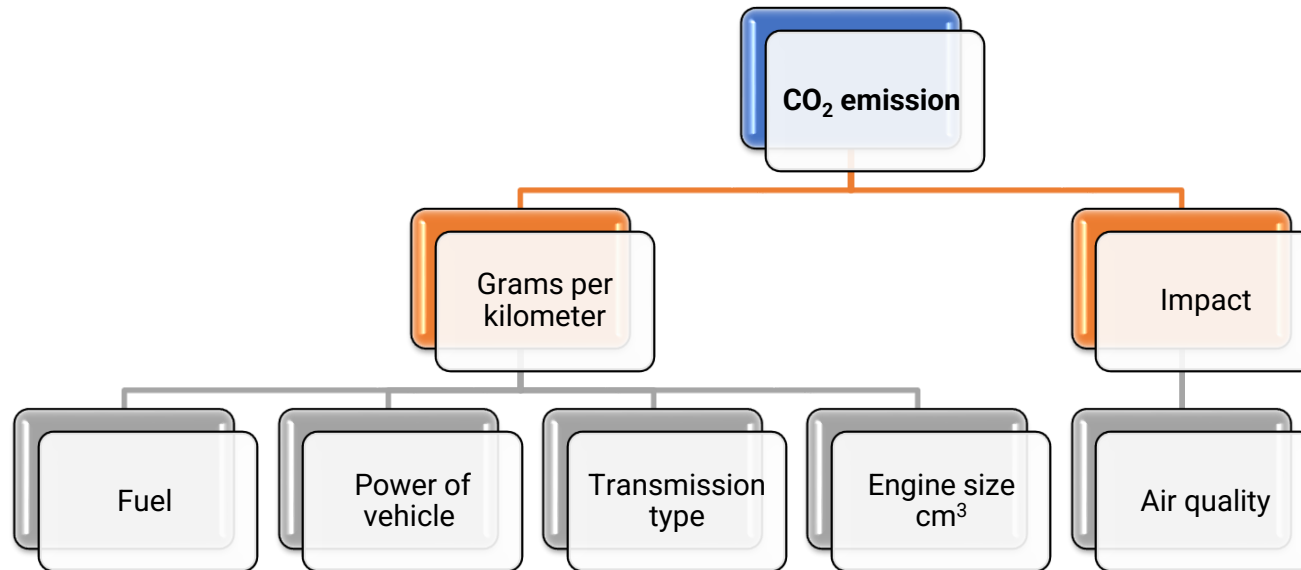 CO₂ emission
Grams per
kilometer
Impact
Fuel
Power of
vehicle
Transmission
type
Engine size
cm³
Air quality